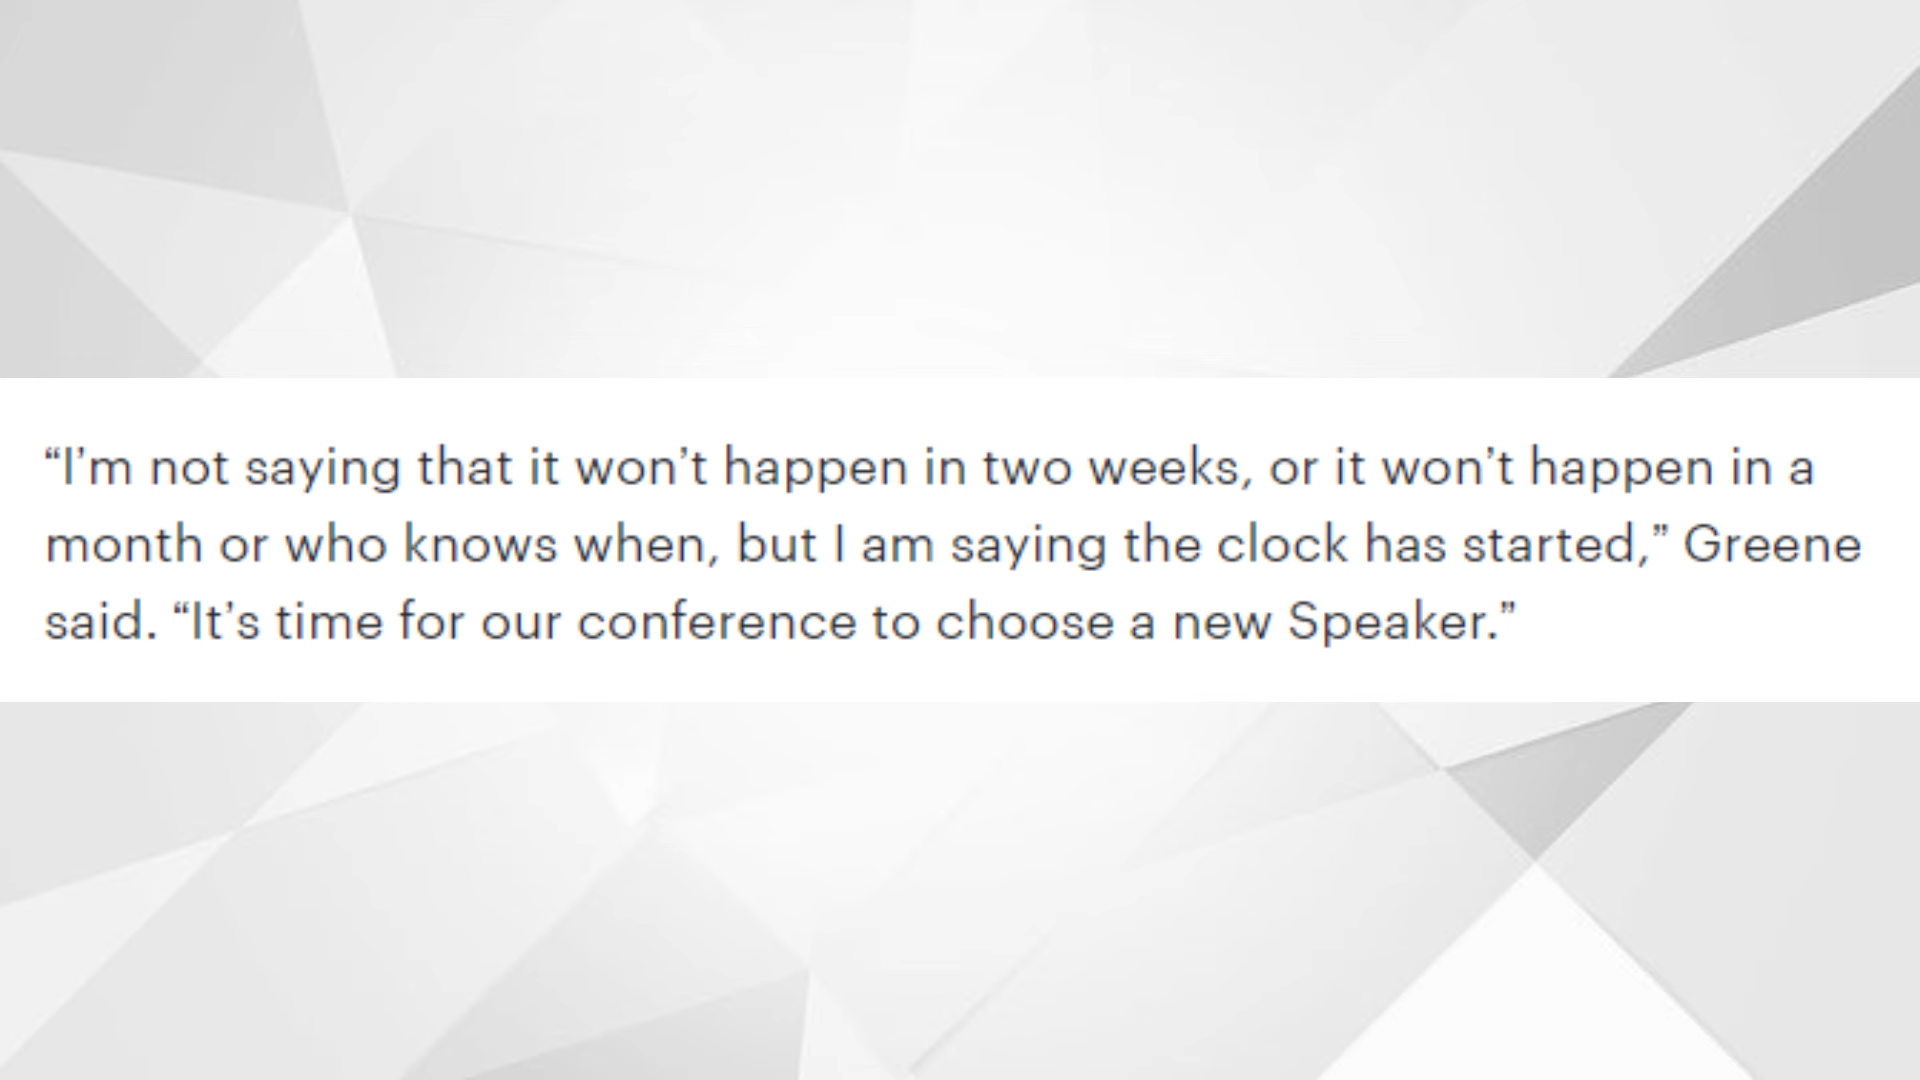 “I’m not saying that it won’t happen in two weeks, or it won’t happen in a
month or who knows when, but I am saying the clock has started,” Greene
said. “It’s time for our conference to choose a new Speaker.”